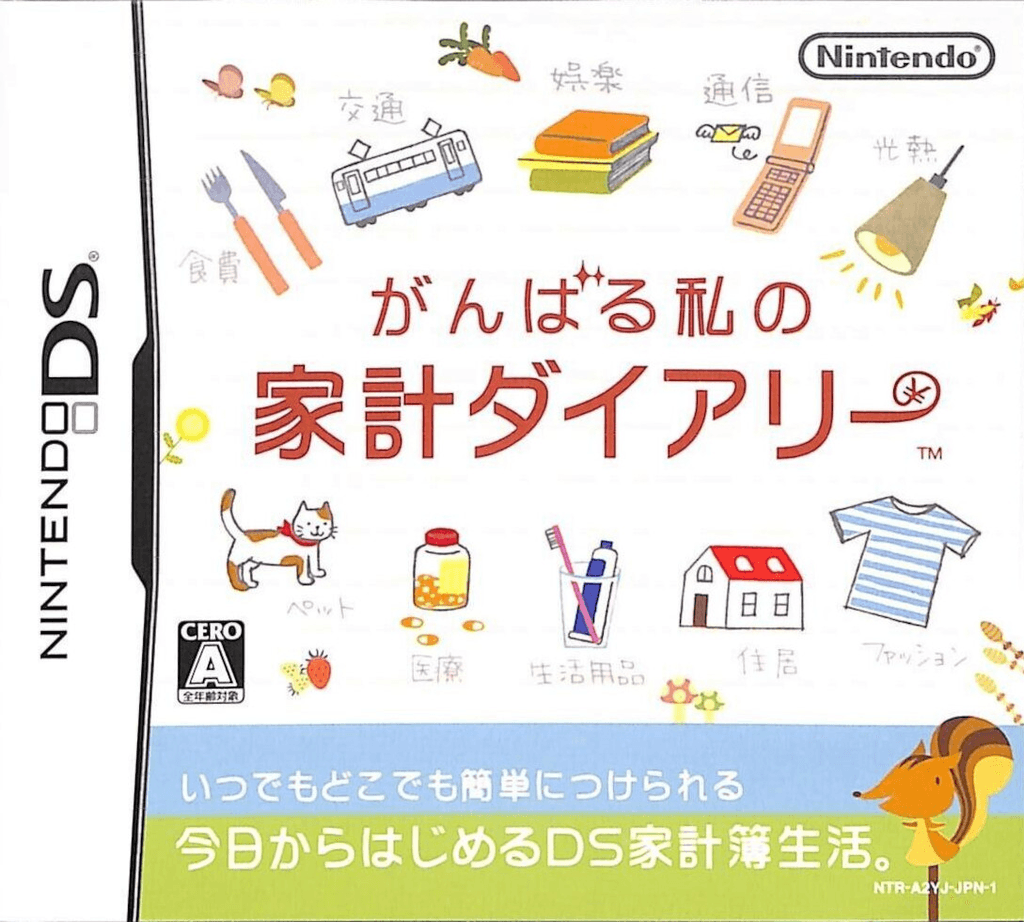 NINTENDO DS®
Nintendo®
娯楽
通信
交通
光熱
食費
がんばる私の
家計ダイアリー
TM
ペット
医療
生活用品
住居
ファッション
CERO
A
全年齢対象
いつでもどこでも簡単につけられる
今日からはじめるDS家計簿生活。
NTR-A2YJ-JPN-1